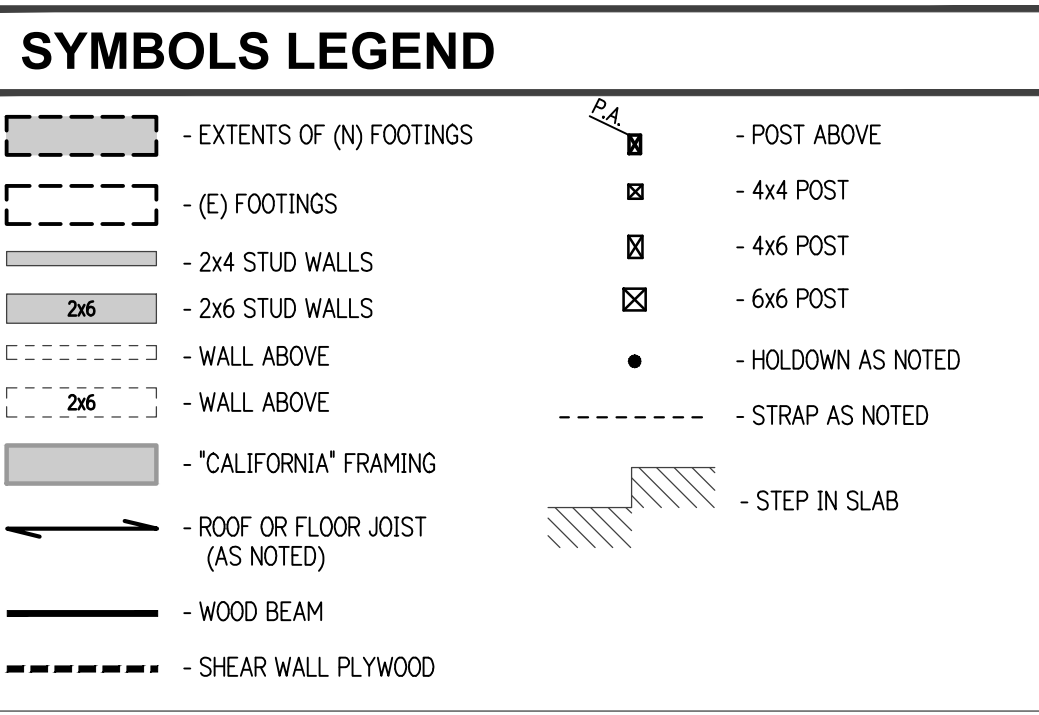 SYMBOLS LEGEND
- EXTENTS OF (N) FOOTINGS
- (E) FOOTINGS
- 2x4 STUD WALLS
2x6 - 2x6 STUD WALLS
- WALL ABOVE
2x6 - WALL ABOVE
- "CALIFORNIA" FRAMING
- ROOF OR FLOOR JOIST
(AS NOTED)
- WOOD BEAM
- SHEAR WALL PLYWOOD
P.A. - POST ABOVE
- 4x4 POST
- 4x6 POST
- 6x6 POST
- HOLDOWN AS NOTED
- STRAP AS NOTED
- STEP IN SLAB